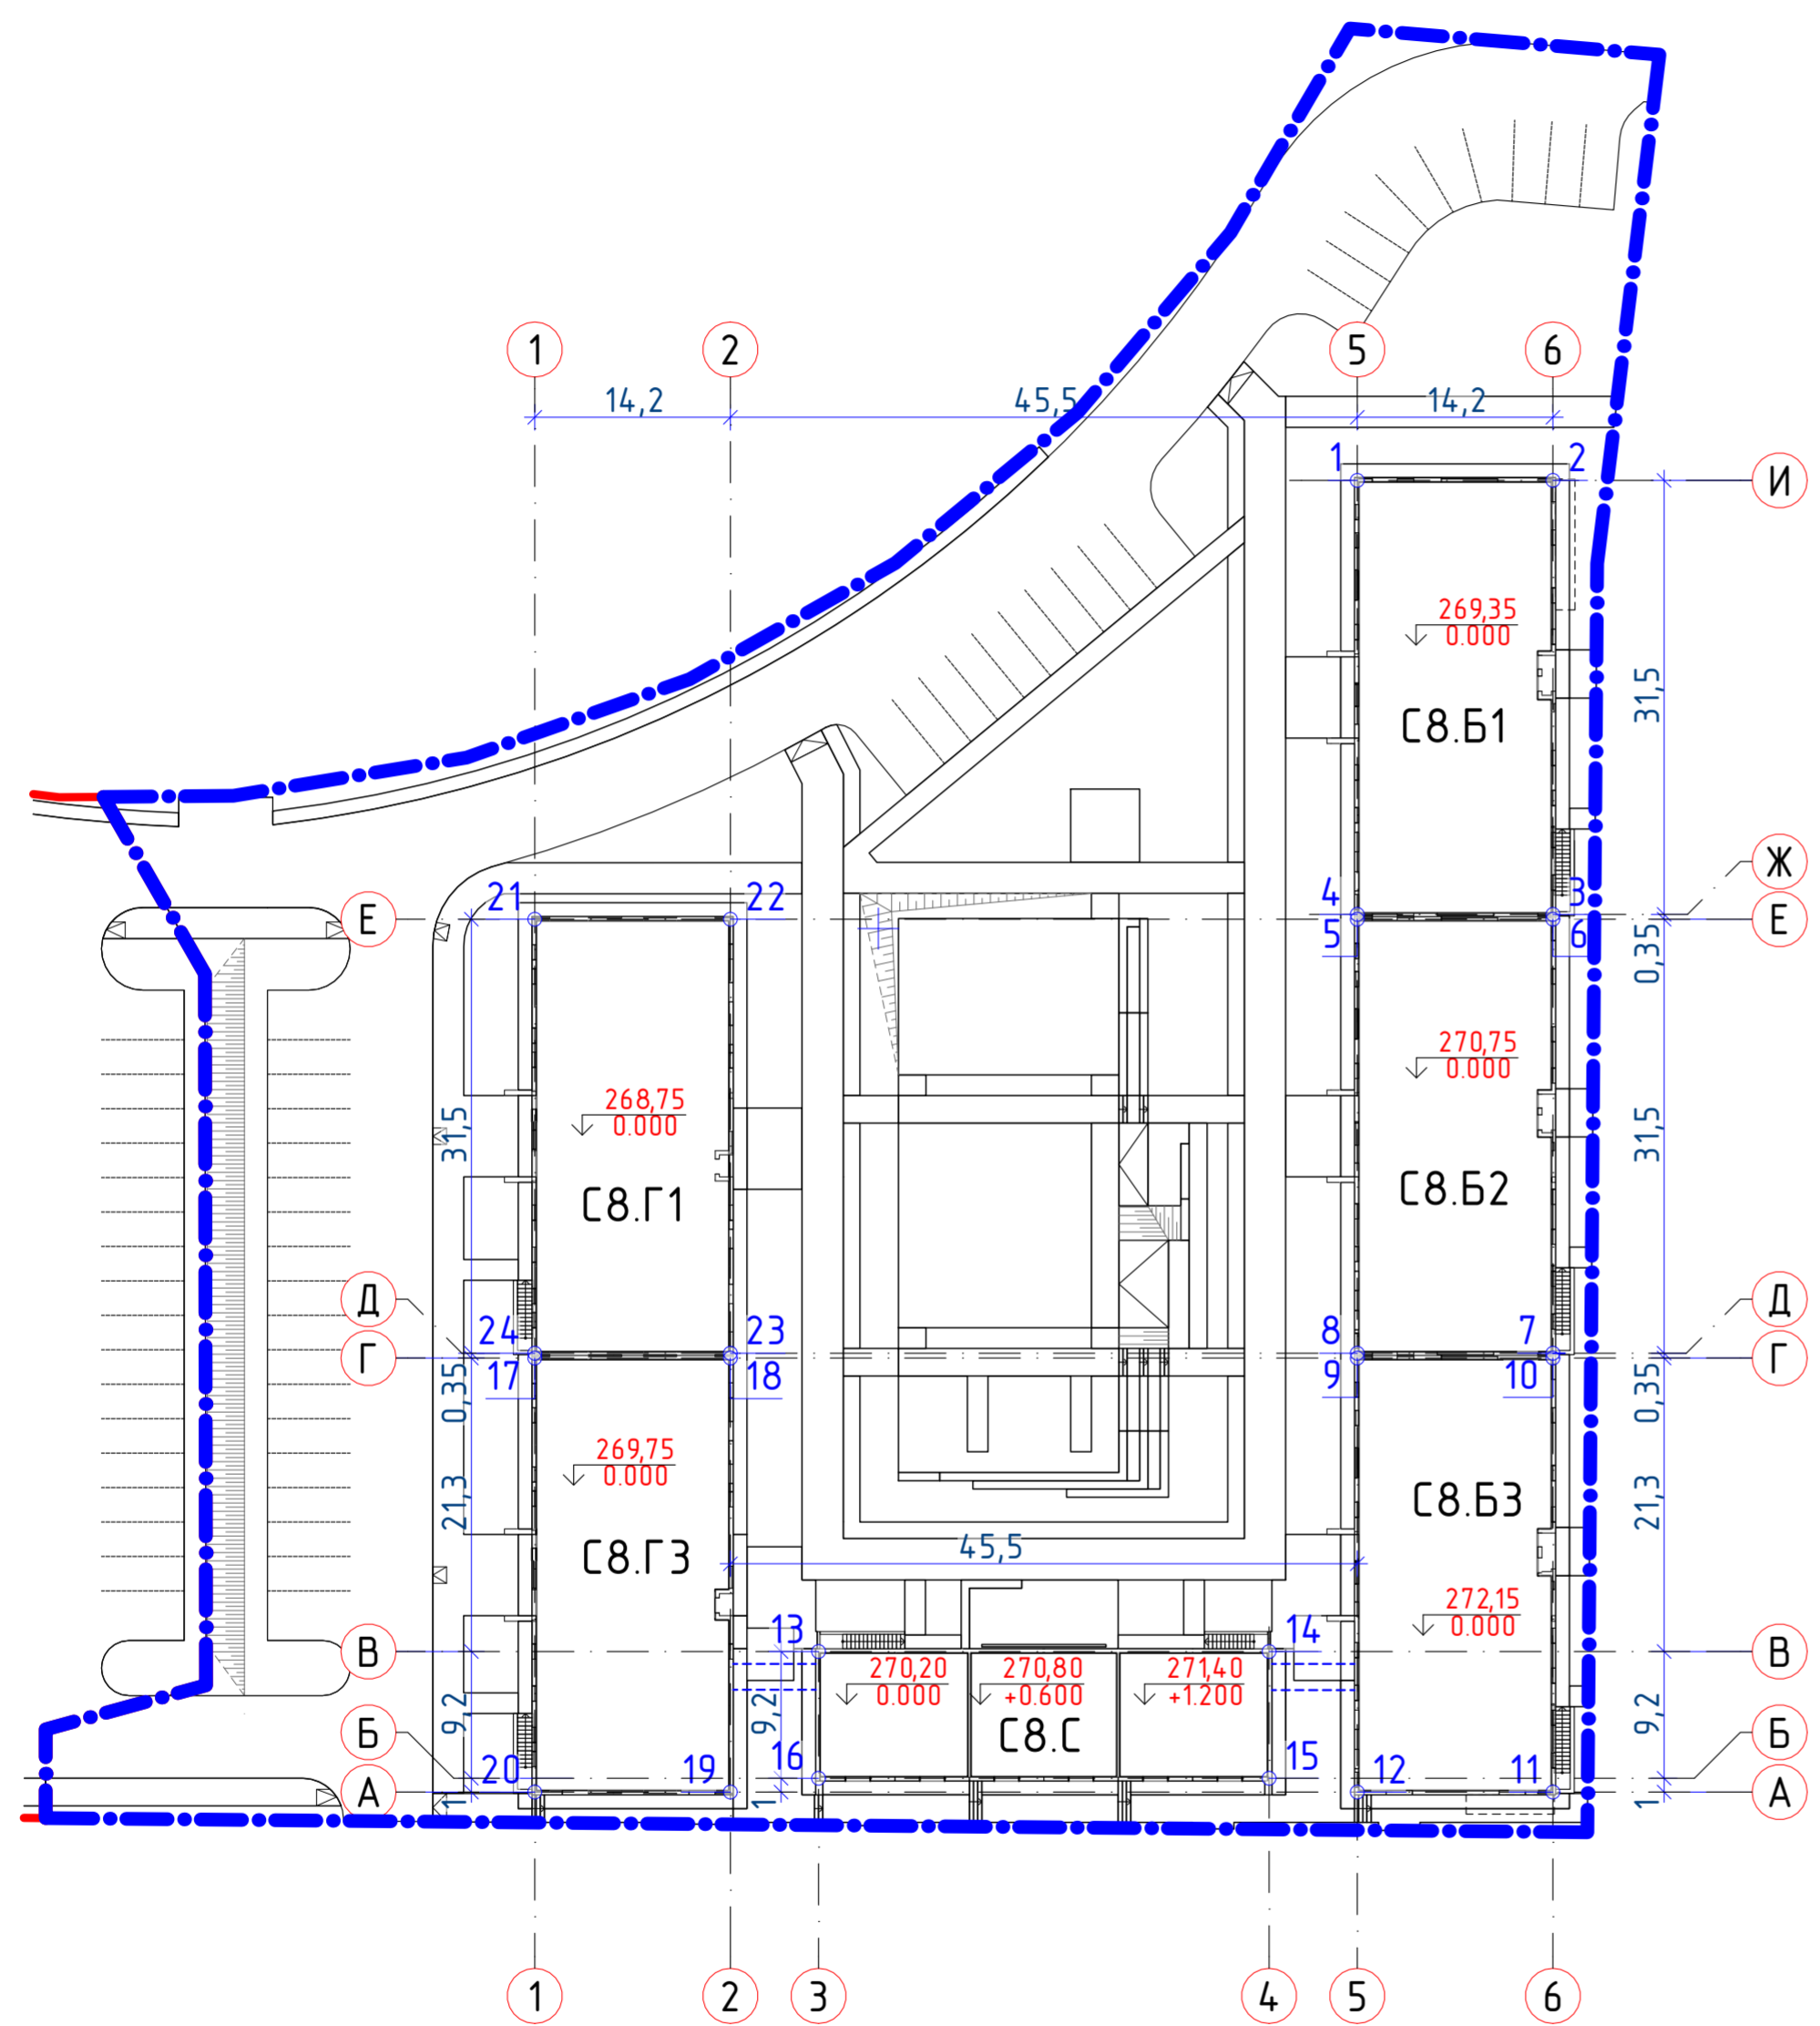 1 2 5 6
14,2 45,5 14,2
1 2 И
269,35
0.000
31,5
С8.Б1
4 3 Ж
21 22
Е Е
5 6 0,35
270,75
0.000
268,75
0.000
31,5 31,5
С8.Б2
С8.Г1
Д Д
24 23 8 7
Г Г
17 18 9 10
0,35 0,35
269,75
0.000
21,3 21,3
С8.Б3
45,5
С8.Г3
272,15
0.000
13 14
В В
270,20 270,80 271,40
0.000 +0.600 +1.200
9,2 9,2 9,2
С8.С
Б Б
16 15
20 19 12 11
А А
1 1 1
1 2 3 4 5 6